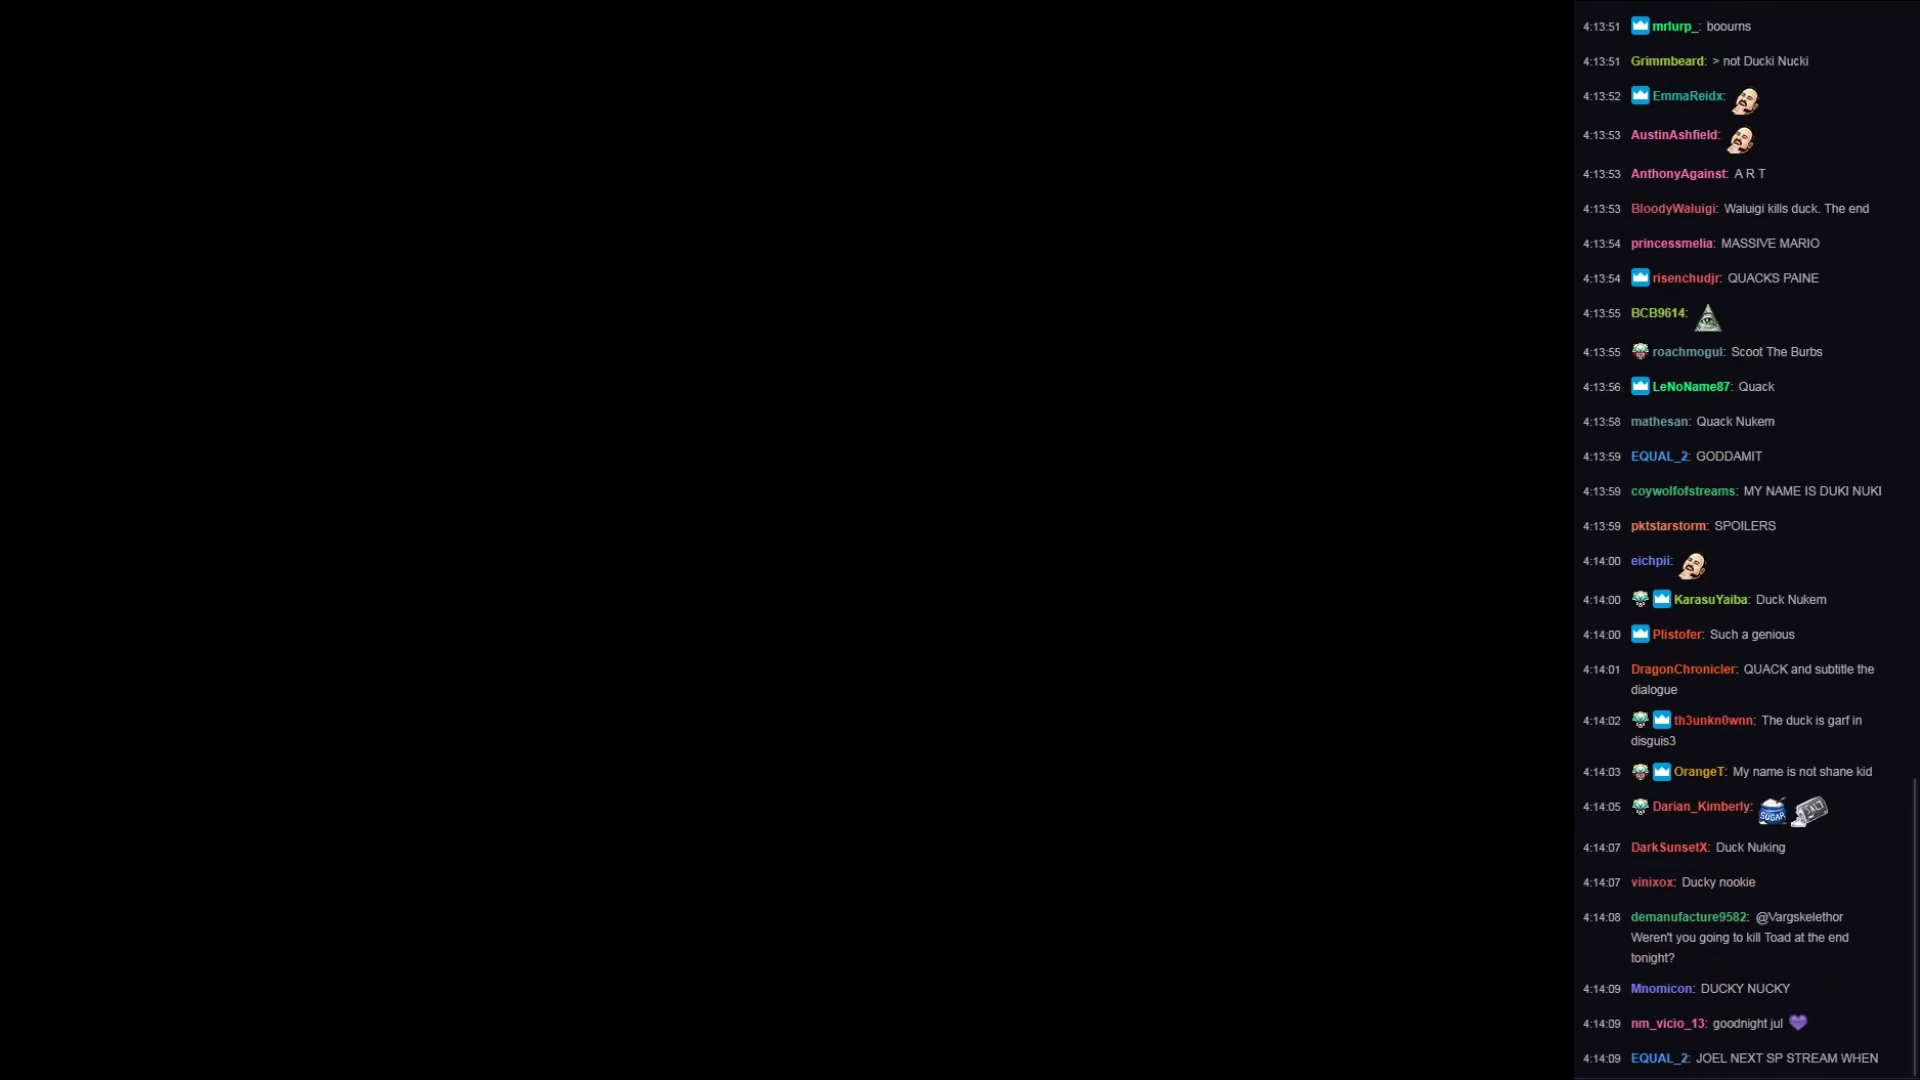 4:13:51 mrlurp_: boourns
4:13:51 Grimmbeard: > not Ducki Nucki
4:13:52 EmmaReidx:
4:13:53 AustinAshfield:
4:13:53 AnthonyAgainst: A R T
4:13:53 BloodyWaluigi: Waluigi kills duck. The end
4:13:54 princessmelia: MASSIVE MARIO
4:13:54 risenchudjr: QUACKS PAINE
4:13:55 BCB9614:
4:13:55 roachmogul: Scoot The Burbs
4:13:56 LeNoName87: Quack
4:13:58 mathesan: Quack Nukem
4:13:59 EQUAL_2: GODDAMIT
4:13:59 coywolfofstreams: MY NAME IS DUKI NUKI
4:13:59 pktstarstorm: SPOILERS
4:14:00 eichpii:
4:14:00 KarasuYaiba: Duck Nukem
4:14:00 Plistofer: Such a genious
4:14:01 DragonChronicler: QUACK and subtitle the
dialogue
4:14:02 th3unkn0wnn: The duck is garf in
disguis3
4:14:03 OrangeT: My name is not shane kid
4:14:05 Darian_Kimberly: SUGAR SALT
4:14:07 DarkSunsetX: Duck Nuking
4:14:07 vinixox: Ducky nookie
4:14:08 demanufacture9582: @Vargskelethor
Weren't you going to kill Toad at the end
tonight?
4:14:09 Mnomicon: DUCKY NUCKY
4:14:09 nm_vicio_13: goodnight jul
4:14:09 EQUAL_2: JOEL NEXT SP STREAM WHEN